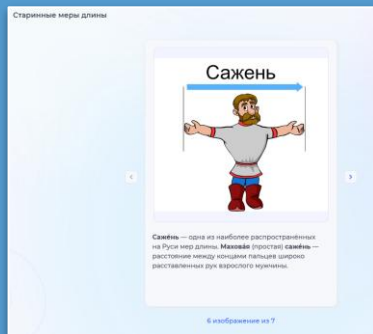 Старинные меры длины
Сажень
Саже́нь — одна из наиболее распространённых
на Руси мер длины. Махова́я (простая) саже́нь —
расстояние между концами пальцев широко
расставленных рук взрослого мужчины.
6 изображение из 7